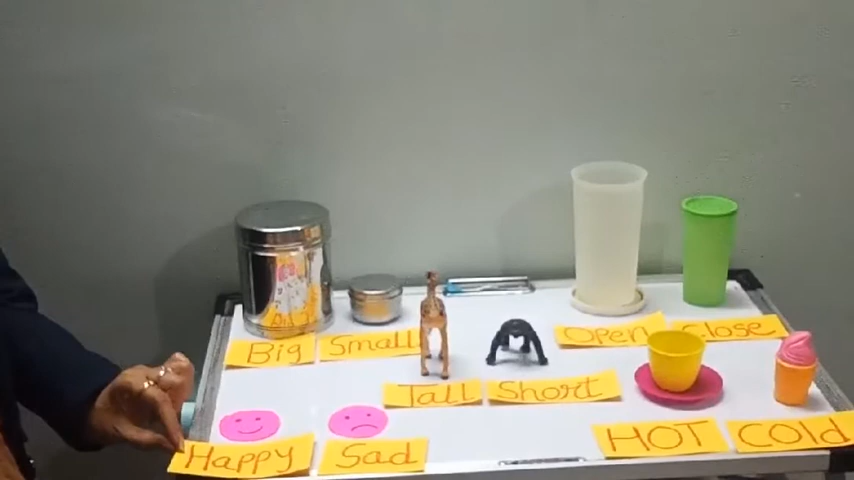 Big
Small
Open
Close
Tall
Short
Happy
Sad
HOT
COLd